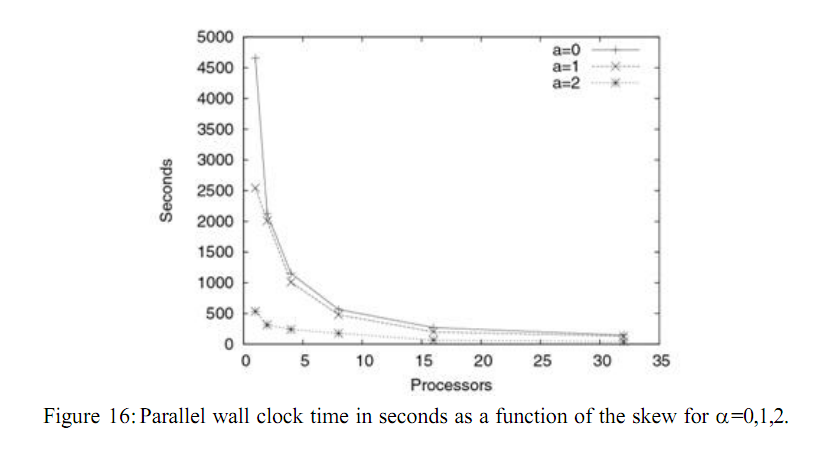 5000
4500
4000
3500
3000
2500
2000
1500
1000
500
0
Seconds
a=0
a=1
a=2
0 5 10 15 20 25 30 35
Processors
Figure 16: Parallel wall clock time in seconds as a function of the skew for α=0,1,2.